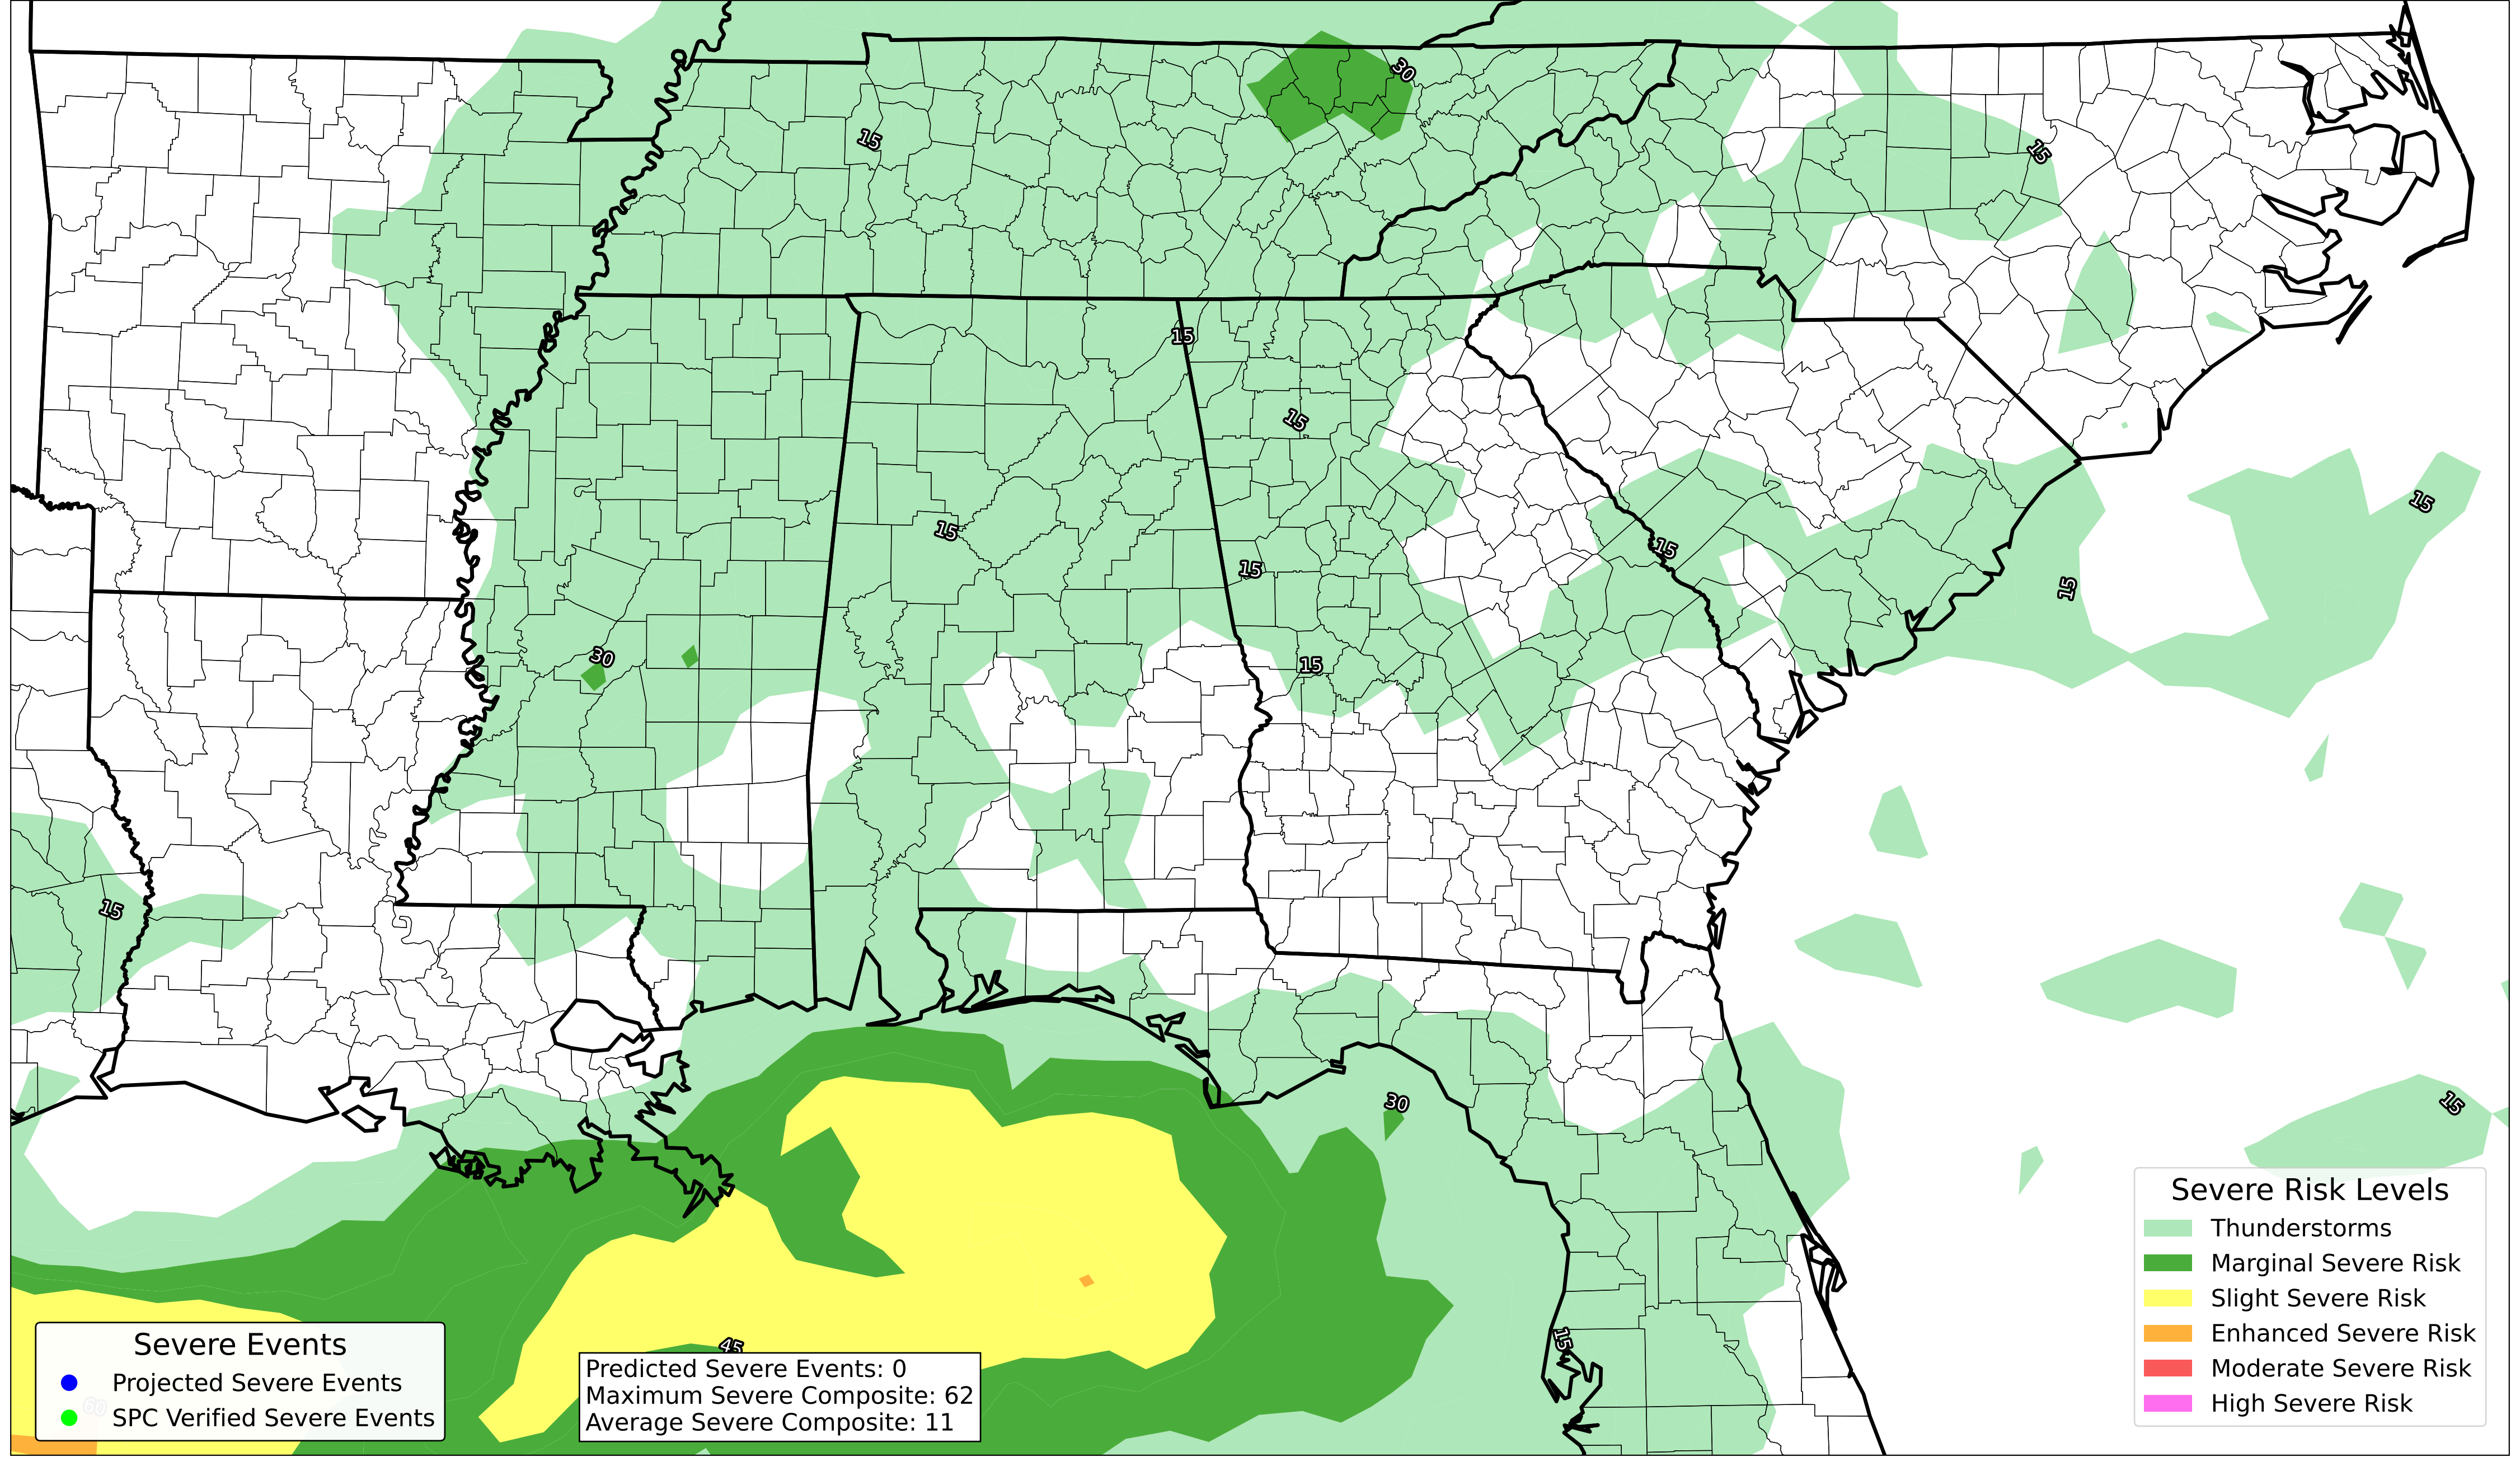 30
15
15
15
15
15
15
15
15
30
15
15
15
30
15
15
45
60
Severe Events
Projected Severe Events
SPC Verified Severe Events
Predicted Severe Events: 0
Maximum Severe Composite: 62
Average Severe Composite: 11
Severe Risk Levels
Thunderstorms
Marginal Severe Risk
Slight Severe Risk
Enhanced Severe Risk
Moderate Severe Risk
High Severe Risk